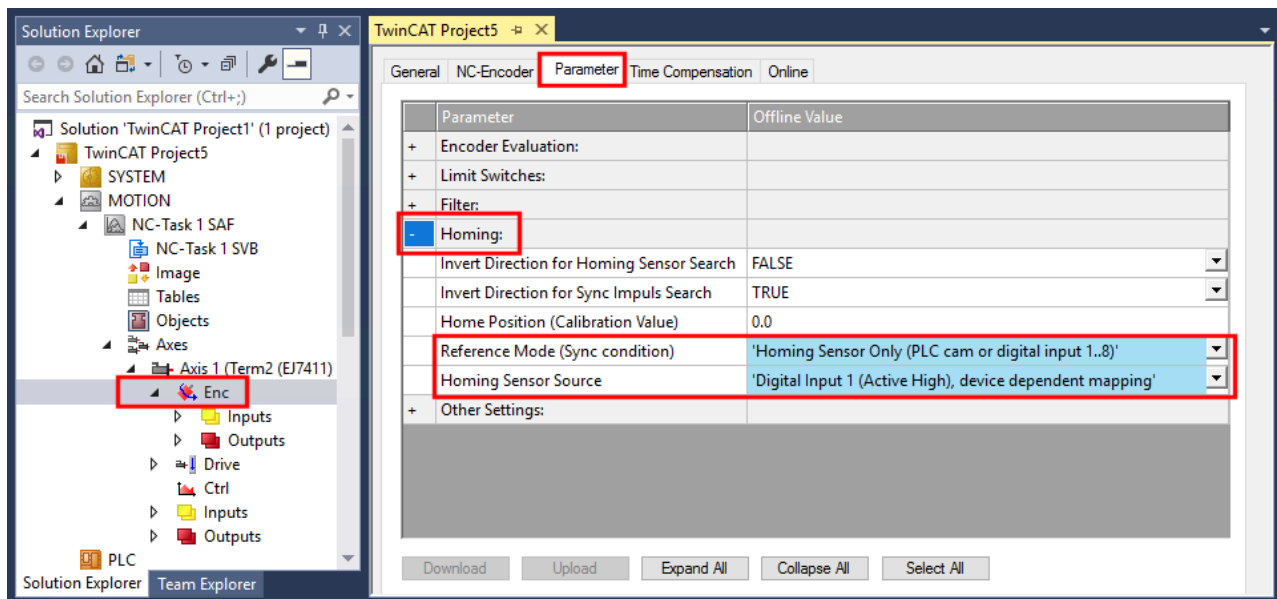 Solution Explorer
Search Solution Explorer (Ctrl+;)
Solution 'TwinCAT Project1' (1 project)
TwinCAT Project5
SYSTEM
MOTION
NC-Task 1 SAF
NC-Task 1 SVB
Image
Tables
Objects
Axes
Axis 1 (Term2 (EJ7411)
Enc
Inputs
Outputs
Drive
Ctrl
Inputs
Outputs
PLC
Solution Explorer Team Explorer
TwinCAT Project5
General NC-Encoder Parameter Time Compensation Online
Parameter Offline Value
+ Encoder Evaluation:
+ Limit Switches:
+ Filter:
- Homing:
Invert Direction for Homing Sensor Search FALSE
Invert Direction for Sync Impuls Search TRUE
Home Position (Calibration Value) 0.0
Reference Mode (Sync condition) 'Homing Sensor Only (PLC cam or digital input 1..8)'
Homing Sensor Source 'Digital Input 1 (Active High), device dependent mapping'
+ Other Settings:
Download Upload Expand All Collapse All Select All